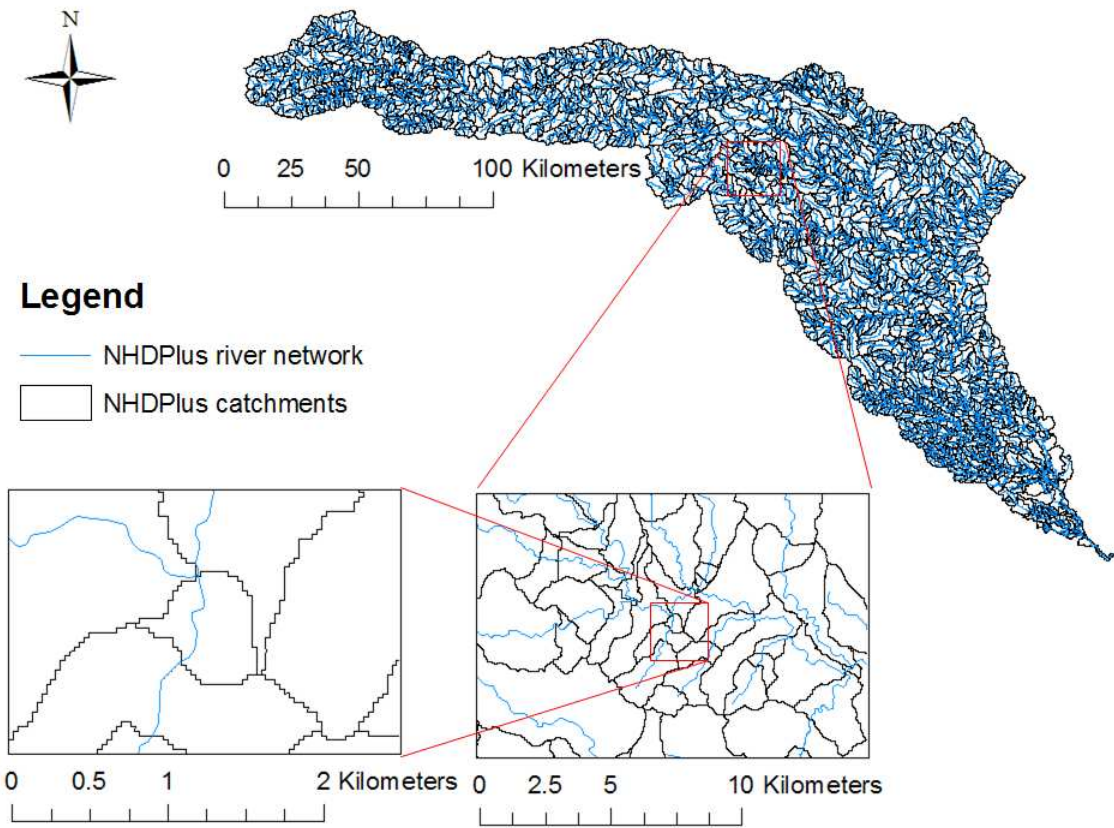 N
0 25 50 100 Kilometers
Legend
NHDPlus river network
NHDPlus catchments
0 0.5 1 2 Kilometers
0 2.5 5 10 Kilometers